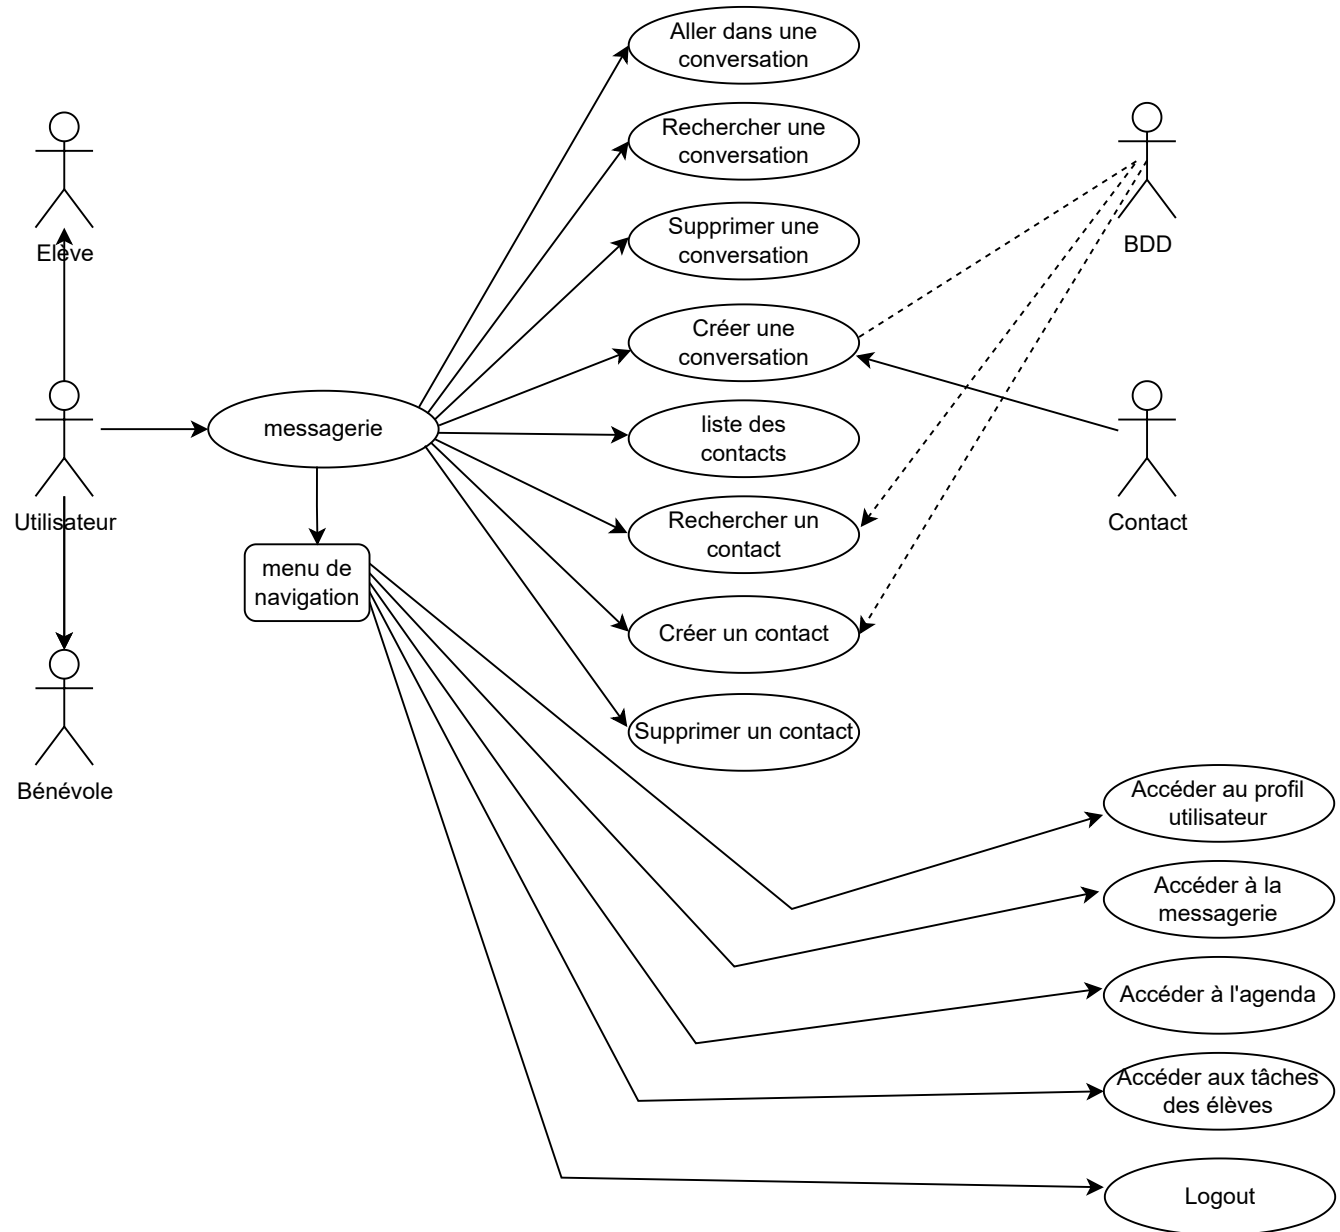 Aller dans une
conversation
Rechercher une
conversation
Supprimer une
conversation
Elève
BDD
Créer une
conversation
messagerie
liste des
contacts
Utilisateur
Rechercher un
contact
Contact
menu de
navigation
Créer un contact
Supprimer un contact
Bénévole
Accéder au profil
utilisateur
Accéder à la
messagerie
Accéder à l'agenda
Accéder aux tâches
des élèves
Logout